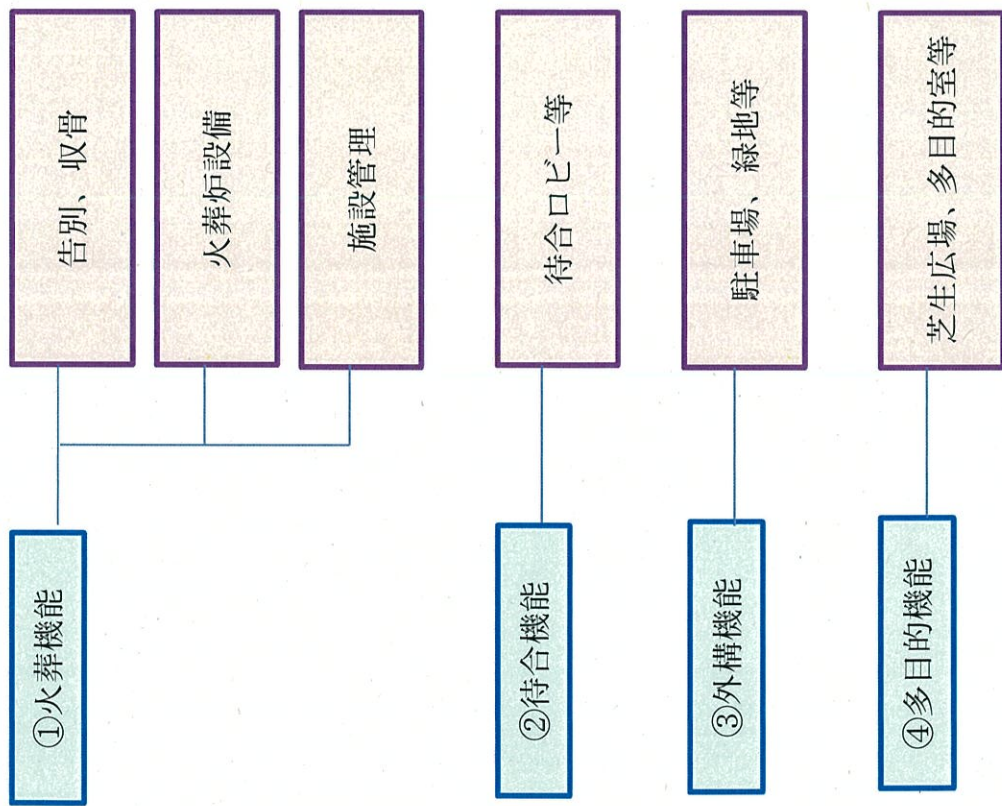 ①火葬機能
告別、収骨
火葬炉設備
施設管理
②待合機能
待合ロビー等
③外構機能
駐車場、緑地等
④多目的機能
芝生広場、多目的室等